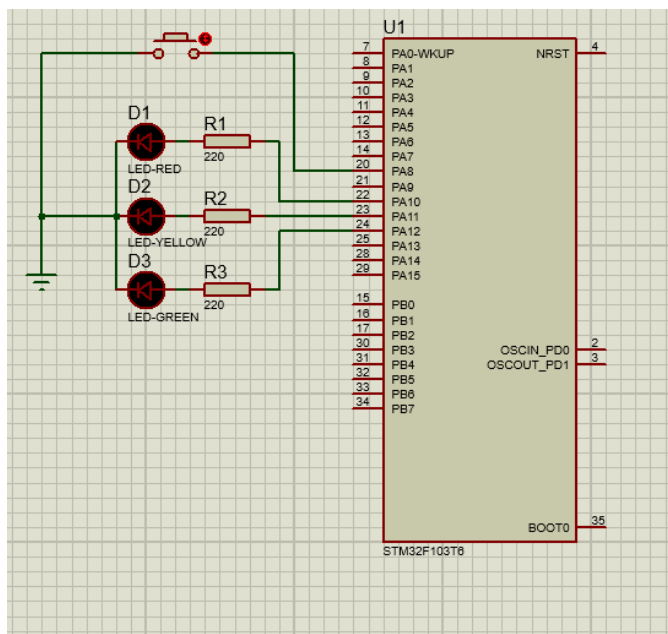 U1
7 PA0-WKUP NRST 4
8 PA1
9 PA2
10 PA3
11 PA4
12 PA5
13 PA6
14 PA7
20 PA8
21 PA9
22 PA10
23 PA11
24 PA12
25 PA13
28 PA14
29 PA15
15 PB0
16 PB1
17 PB2
30 PB3 OSCIN_PD0 2
31 PB4 OSCOUT_PD1 3
32 PB5
33 PB6
34 PB7
BOOT0 35
STM32F103T6
D1 R1
220
LED-RED
D2 R2
220
LED-YELLOW
D3 R3
220
LED-GREEN